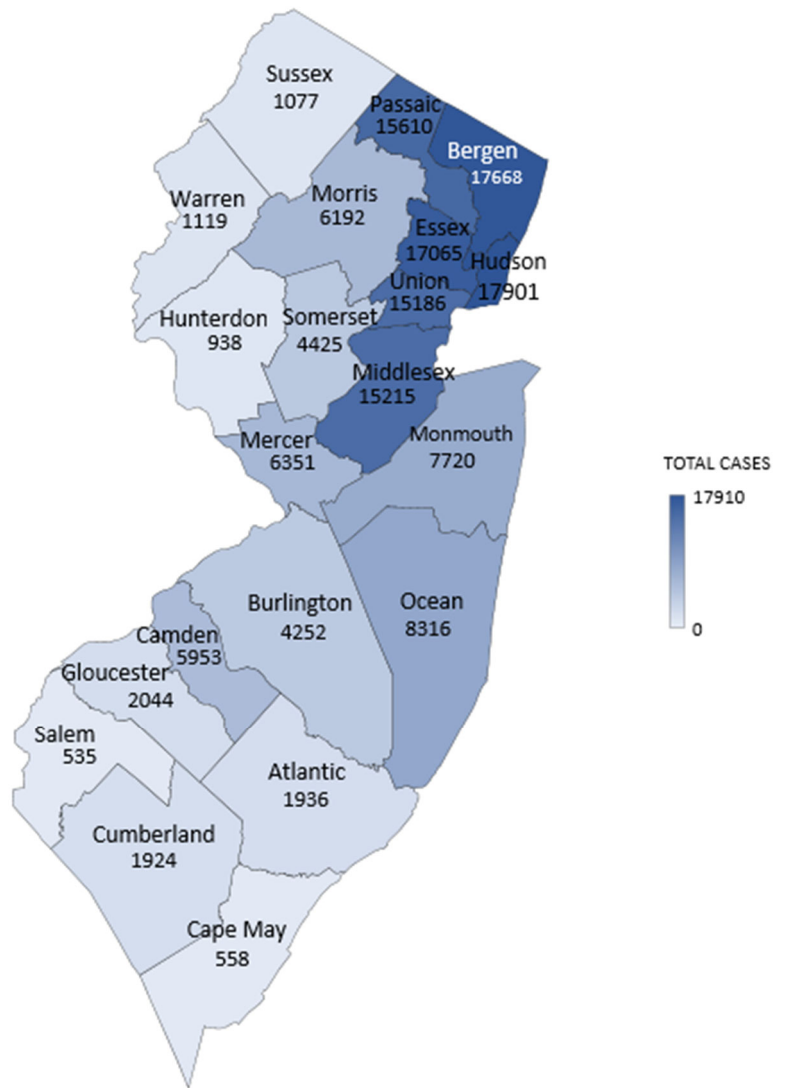 Sussex
1077
Passaic
15610
Bergen
17668
Warren
1119
Morris
6192
Essex
17065
Hudson
17901
Union
15186
Hunterdon
938
Somerset
4425
Middlesex
15215
Mercer
6351
Monmouth
7720
TOTAL CASES
17910
0
Burlington
4252
Ocean
8316
Camden
5953
Gloucester
2044
Salem
535
Atlantic
1936
Cumberland
1924
Cape May
558